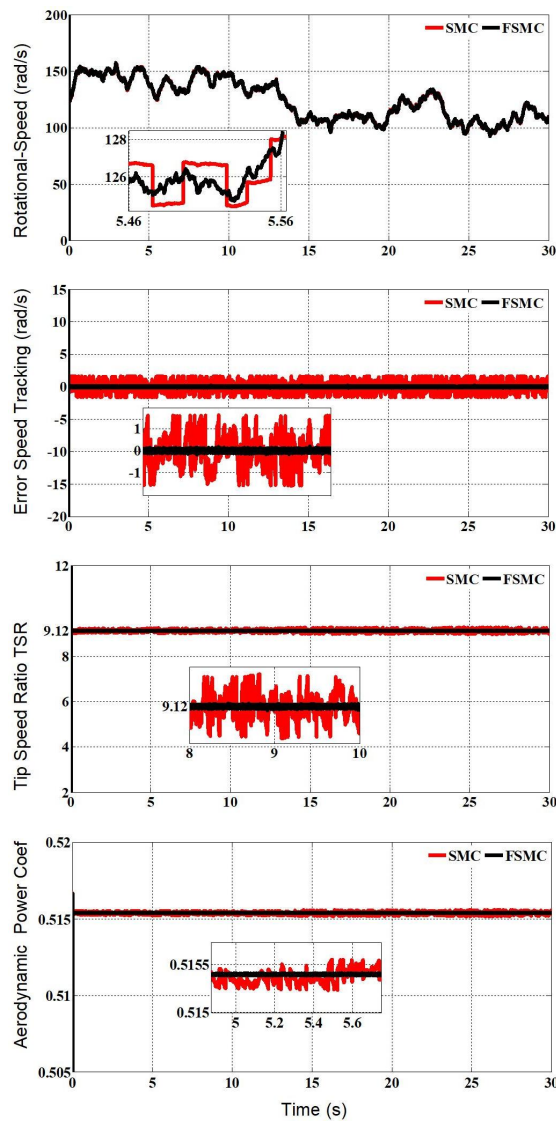 200
SMC FSMC
150
100
128
50
126
5.46 5.56
0
0 5 10 15 20 25 30
Rotational-Speed (rad/s)
15
SMC FSMC
10
5
0
-5
1
-10
0
-15
-1
-20
0 5 10 15 20 25 30
Error Speed Tracking (rad/s)
12
SMC FSMC
9.12
8
6
9.12
8 9 10
4
2
0 5 10 15 20 25 30
Tip Speed Ratio TSR
0.52
SMC FSMC
0.515
0.5155
0.51
0.515
5 5.2 5.4 5.6
0.505
0 5 10 15 20 25 30
Aerodynamic Power Coef
Time (s)